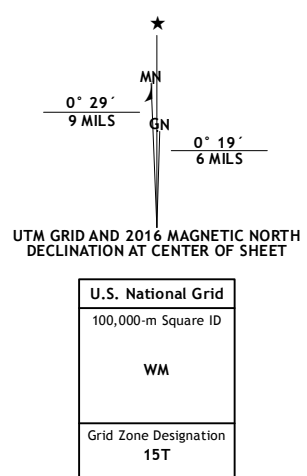 ★
MN
0° 29´
9 MILS
GN
0° 19´
6 MILS
UTM GRID AND 2016 MAGNETIC NORTH
DECLINATION AT CENTER OF SHEET
U.S. National Grid
100,000-m Square ID
WM
Grid Zone Designation
15T